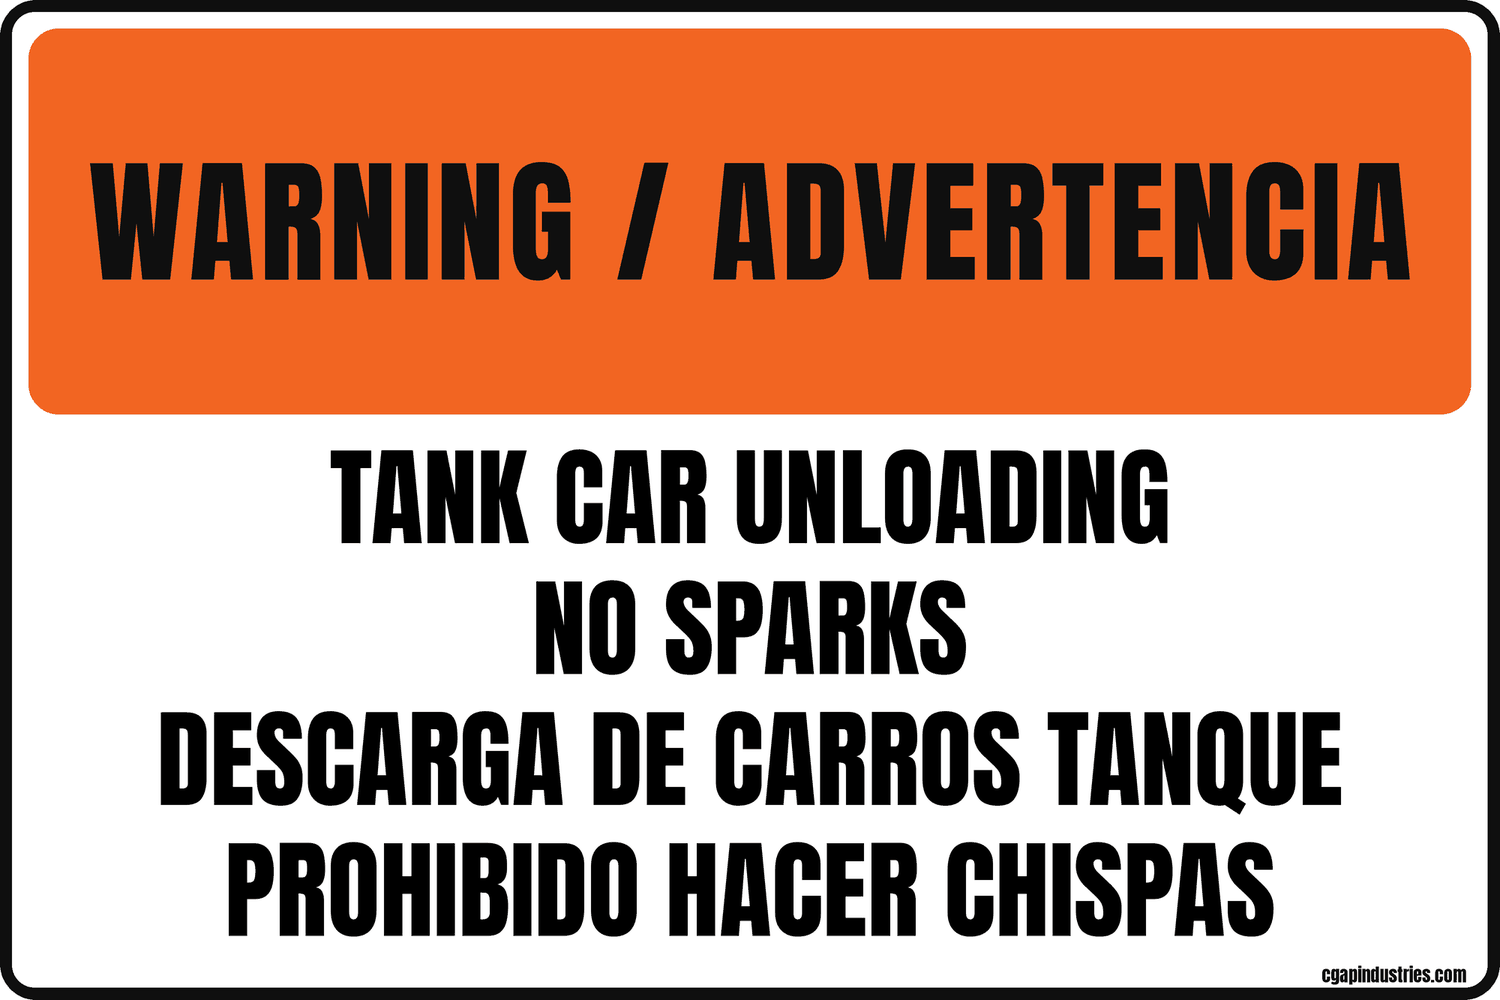 WARNING / ADVERTENCIA
TANK CAR UNLOADING
NO SPARKS
DESCARGA DE CARROS TANQUE
PROHIBIDO HACER CHISPAS
cgapindustries.com